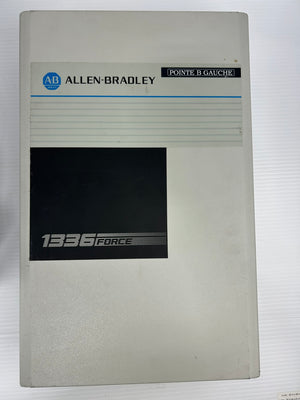 POINTE B GAUCHE
AB ALLEN-BRADLEY
1336 FORCE